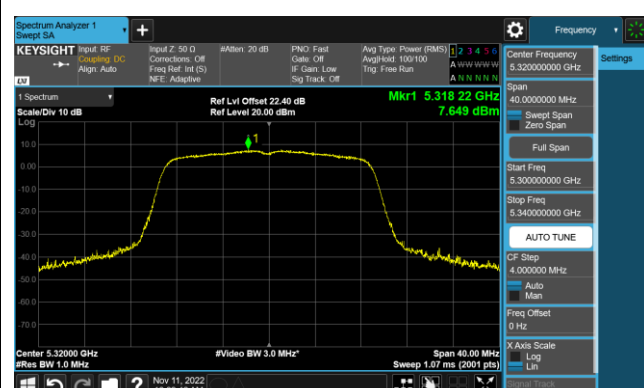 Spectrum Analyzer 1
Swept SA
+
Frequency
KEYSIGHT
Input: RF
Coupling: DC
Align: Auto
Input Z: 50 Ω
Corrections: Off
Freq Ref: Int (S)
NFE: Adaptive
#Atten: 20 dB
PNO: Fast
Gate: Off
IF Gain: Low
Sig Track: Off
Avg Type: Power (RMS)
Avg|Hold: 100/100
Trig: Free Run
1 2 3 4 5 6
A W W W W W
A N N N N N
LXI
1 Spectrum
Scale/Div 10 dB
Log
Ref Lvl Offset 22.40 dB
Ref Level 20.00 dBm
Mkr1 5.318 22 GHz
7.649 dBm
1
10.0
0.00
-10.0
-20.0
-30.0
-40.0
-50.0
-60.0
-70.0
Center 5.32000 GHz
#Res BW 1.0 MHz
#Video BW 3.0 MHz*
Span 40.00 MHz
Sweep 1.07 ms (2001 pts)
Center Frequency
5.320000000 GHz
Span
40.0000000 MHz
Swept Span
Zero Span
Full Span
Start Freq
5.300000000 GHz
Stop Freq
5.340000000 GHz
AUTO TUNE
CF Step
4.000000 MHz
Auto
Man
Freq Offset
0 Hz
X Axis Scale
Log
Lin
Signal Track
Settings
?
Nov 11, 2022